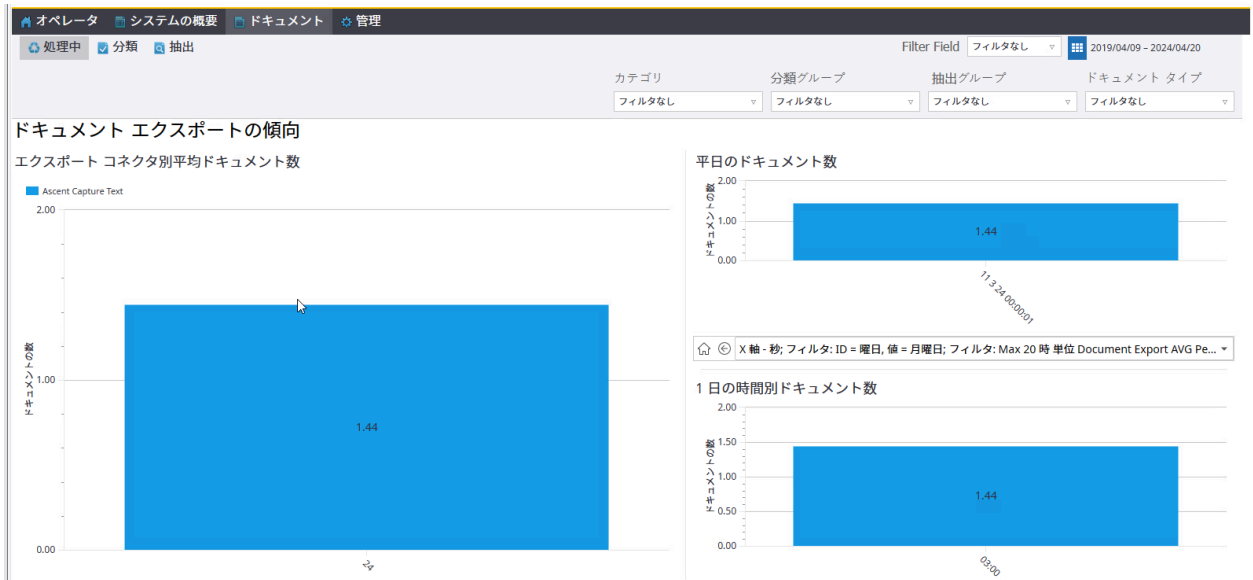 オペレータ システムの概要 ドキュメント 管理
処理中 分類 抽出
Filter Field フィルタなし 2019/04/09 – 2024/04/20
カテゴリ 分類グループ 抽出グループ ドキュメント タイプ
フィルタなし フィルタなし フィルタなし フィルタなし
ドキュメント エクスポートの傾向
エクスポート コネクタ別平均ドキュメント数
Ascent Capture Text
2.00
1.00
0.00
ドキュメントの数
1.44
24
平日のドキュメント数
2.00
1.00
0.00
ドキュメントの数
1.44
11 3 24 00:00:01
X 軸 - 秒; フィルタ: ID = 曜日, 値 = 月曜日; フィルタ: Max 20 時 単位 Document Export AVG Pe...
1 日の時間別ドキュメント数
2.00
1.50
1.00
0.50
0.00
ドキュメントの数
1.44
03:00